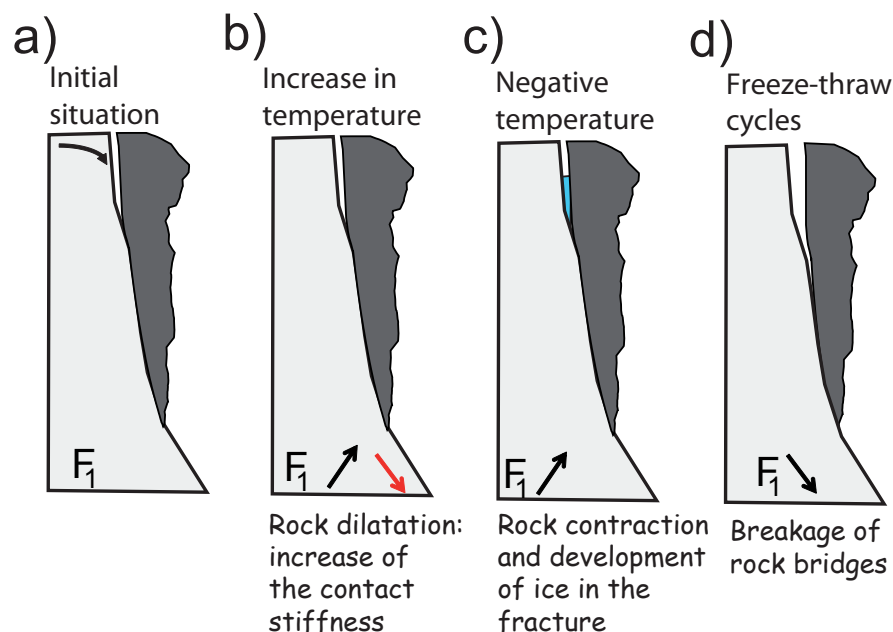 a)
Initial
situation
F1
b)
Increase in
temperature
F1
Rock dilatation:
increase of
the contact
stiffness
c)
Negative
temperature
F1
Rock contraction
and development
of ice in the
fracture
d)
Freeze-thraw
cycles
F1
Breakage of
rock bridges